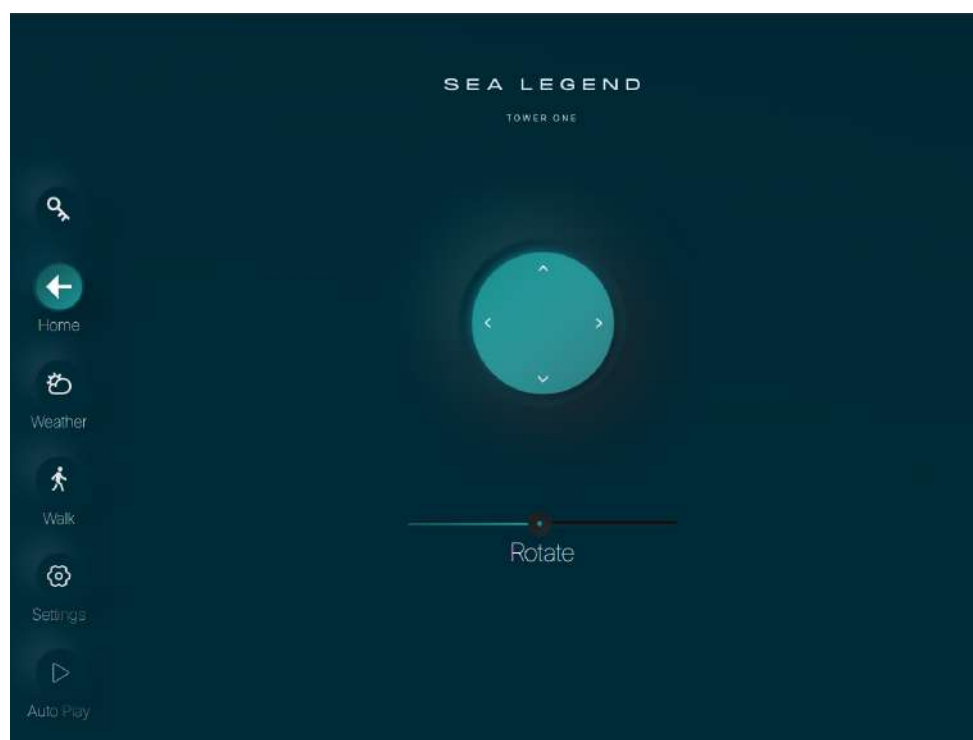 SEA LEGEND
TOWER ONE
Home
Weather
Walk
Rotate
Settings
Auto Play